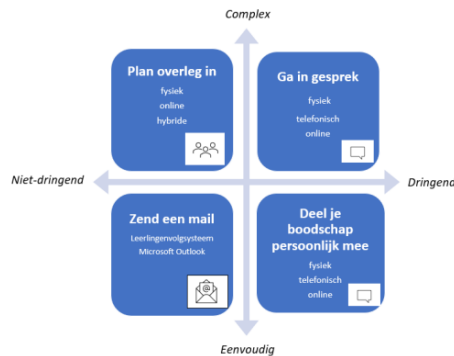 Complex
Plan overleg in
fysiek
online
hybride
Ga in gesprek
fysiek
telefonisch
online
Niet-dringend
Dringend
Zend een mail
Leerlingenvolgsysteem
Microsoft Outlook
@
Deel je
boodschap
persoonlijk mee
fysiek
telefonisch
online
Eenvoudig